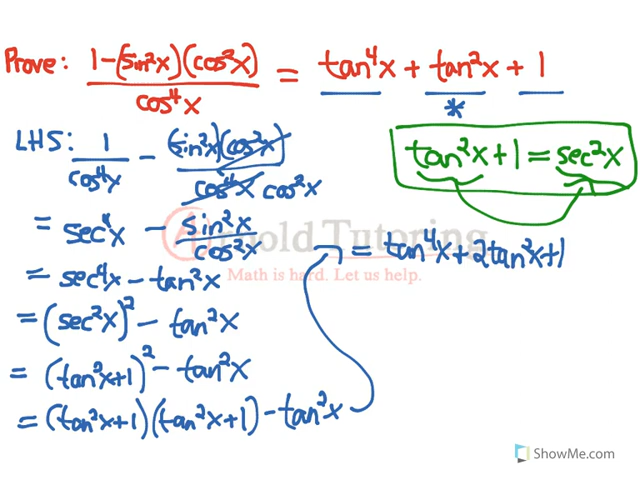 Prove: (1-(sin²x)(cos²x))/(cos⁴x) = tan⁴x + tan²x + 1
*
LHS: 1/(cos⁴x) - ((sin²x)(cos²x))/(cos⁴x cos²x)
tan²x + 1 = sec²x
= sec⁴x - (sin²x)/(cos²x)
Arnold Tutoring
Math is hard. Let us help.
= sec⁴x - tan²x
= (sec²x)² - tan²x
= (tan²x+1)² - tan²x
= (tan²x+1)(tan²x+1) - tan²x
= tan⁴x + 2tan²x + 1
ShowMe.com